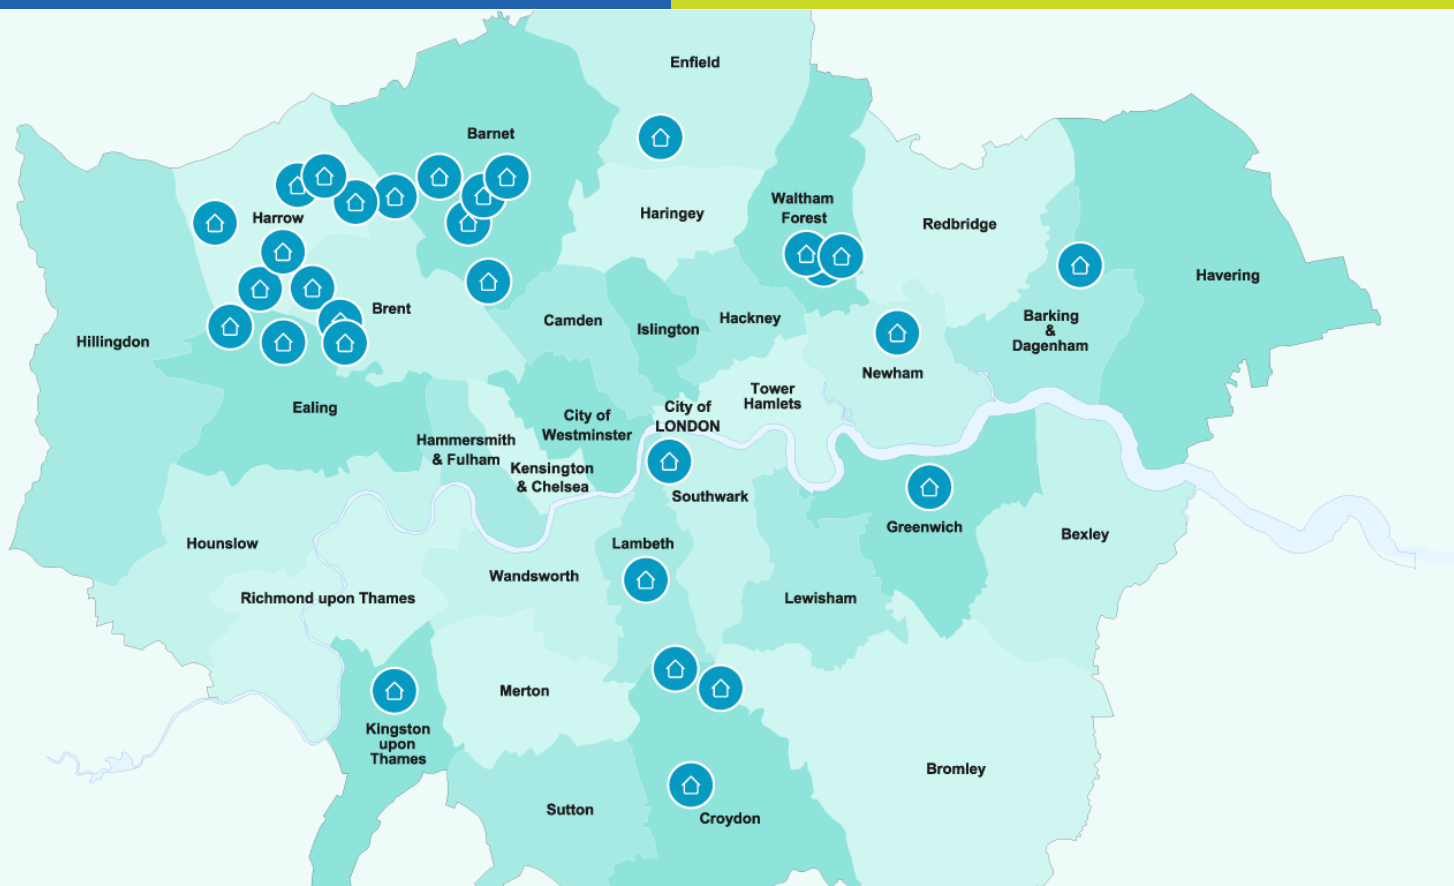 Enfield
Barnet
Waltham
Forest
Haringey
Harrow
Redbridge
Havering
Brent
Camden
Islington
Hackney
Barking
&
Dagenham
Hillingdon
Newham
Tower
Hamlets
Ealing
City of
Westminster
City of
LONDON
Hammersmith
& Fulham
Kensington
& Chelsea
Southwark
Greenwich
Bexley
Hounslow
Lambeth
Wandsworth
Richmond upon Thames
Lewisham
Merton
Kingston
upon
Thames
Bromley
Sutton
Croydon